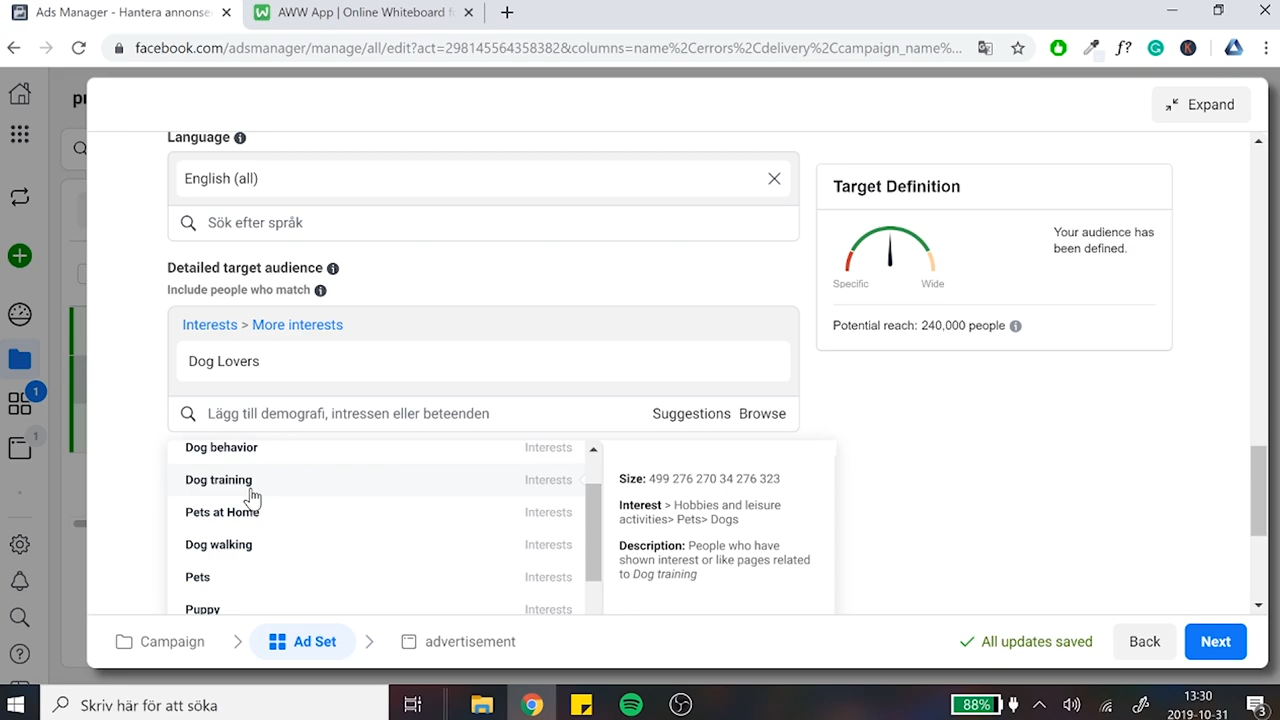 Ads Manager - Hantera annonser
AWW App | Online Whiteboard f
facebook.com/adsmanager/manage/all/edit?act=298145564358382&columns=name%2Cerrors%2Cdelivery%2Ccampaign_name%...
f?
K
Expand
Language
English (all)
Sök efter språk
Target Definition
Your audience has
been defined.
Specific
Wide
Potential reach: 240,000 people
Detailed target audience
Include people who match
Interests > More interests
Dog Lovers
Lägg till demografi, intressen eller beteenden
Suggestions
Browse
Dog behavior
Interests
Dog training
Interests
Pets at Home
Interests
Dog walking
Interests
Pets
Interests
Puppy
Interests
Size: 499 276 270 34 276 323
Interest > Hobbies and leisure
activities> Pets> Dogs
Description: People who have
shown interest or like pages related
to Dog training
1
1
Campaign
Ad Set
advertisement
All updates saved
Back
Next
Skriv här för att söka
88%
13:30
2019-10-31
3